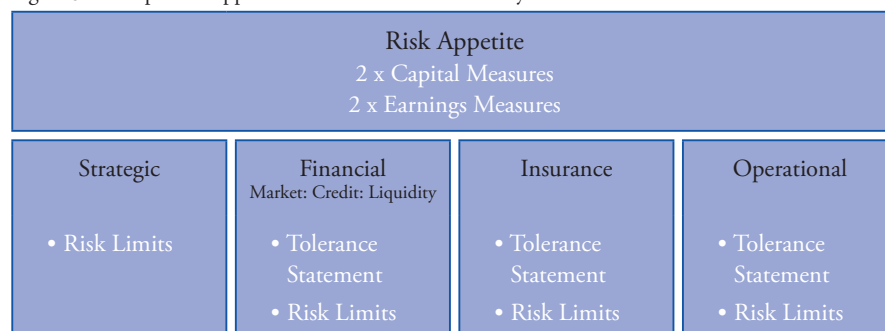 Risk Appetite
2 x Capital Measures
2 x Earnings Measures
Strategic
• Risk Limits
Financial
Market: Credit: Liquidity
• Tolerance
Statement
• Risk Limits
Insurance
• Tolerance
Statement
• Risk Limits
Operational
• Tolerance
Statement
• Risk Limits